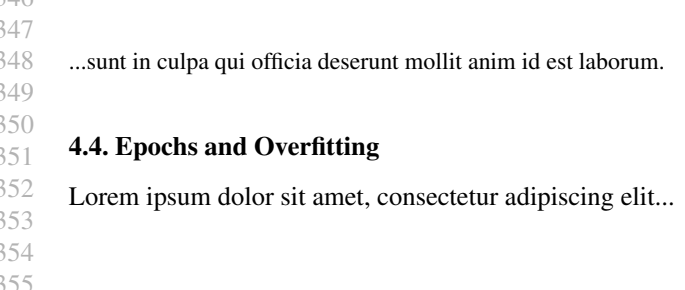 347
348 ...sunt in culpa qui officia deserunt mollit anim id est laborum.
349
350
351 4.4. Epochs and Overfitting
352 Lorem ipsum dolor sit amet, consectetur adipiscing elit...
353
354
355